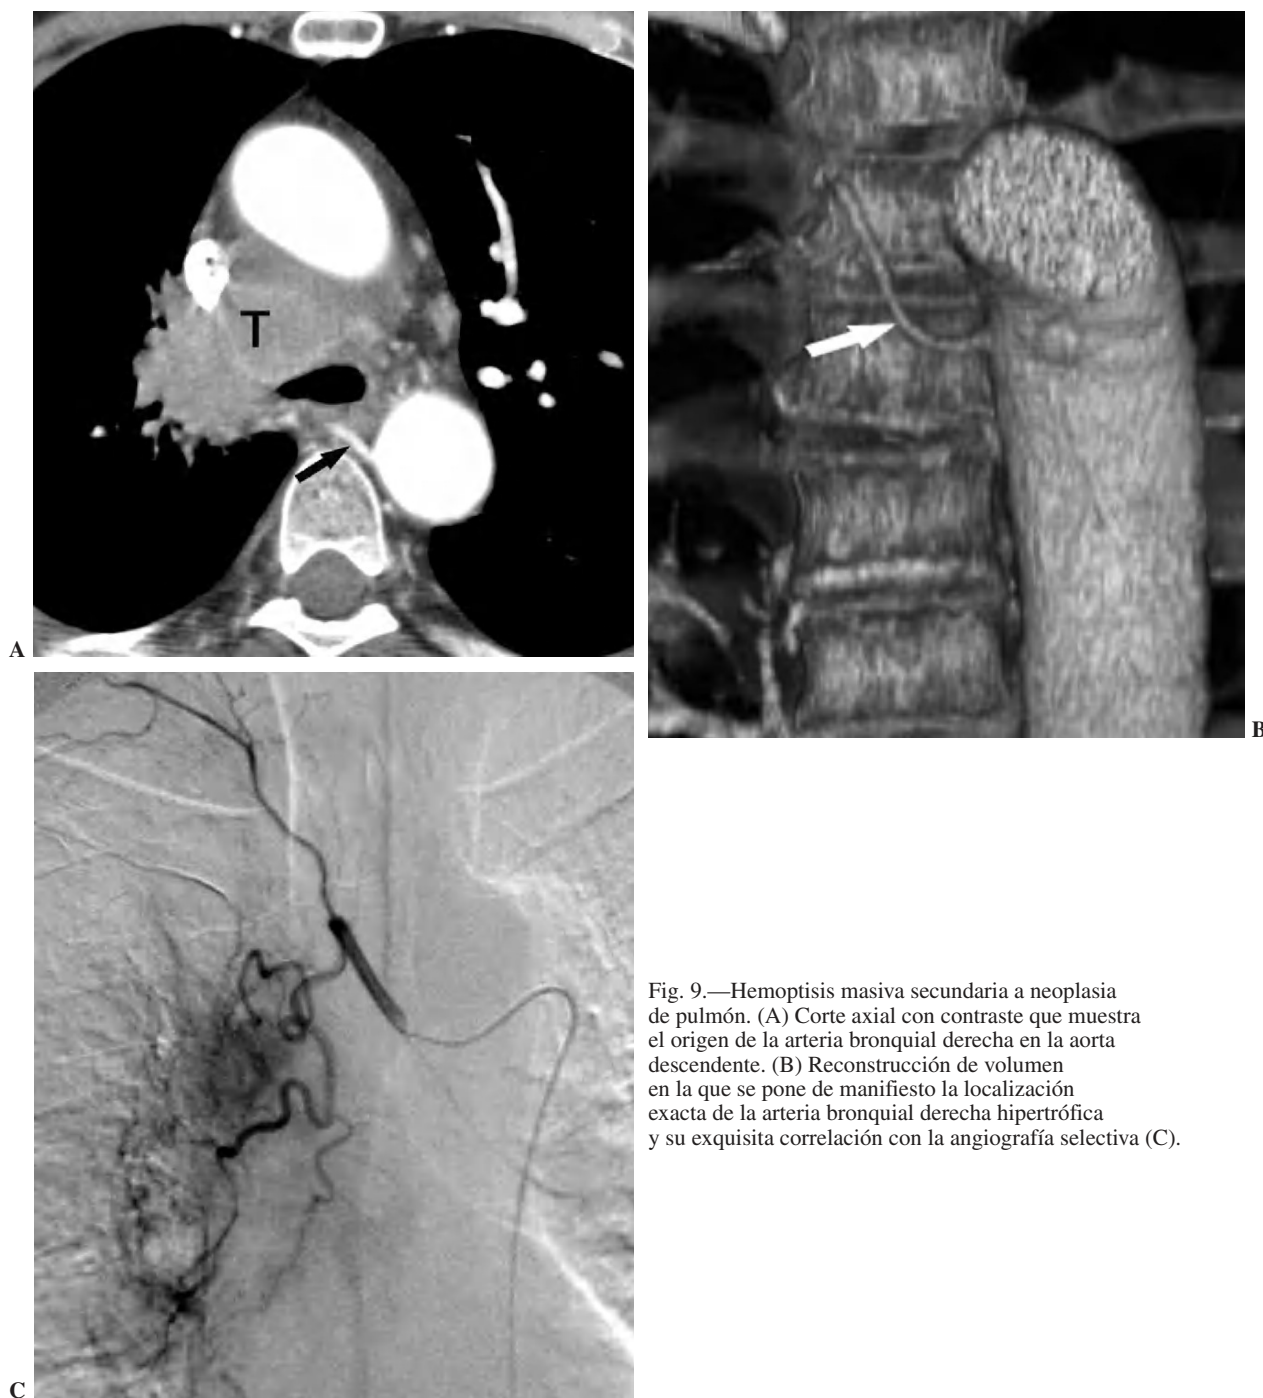 T
A
B
C
Fig. 9.—Hemoptisis masiva secundaria a neoplasia
de pulmón. (A) Corte axial con contraste que muestra
el origen de la arteria bronquial derecha en la aorta
descendente. (B) Reconstrucción de volumen
en la que se pone de manifiesto la localización
exacta de la arteria bronquial derecha hipertrófica
y su exquisita correlación con la angiografía selectiva (C).